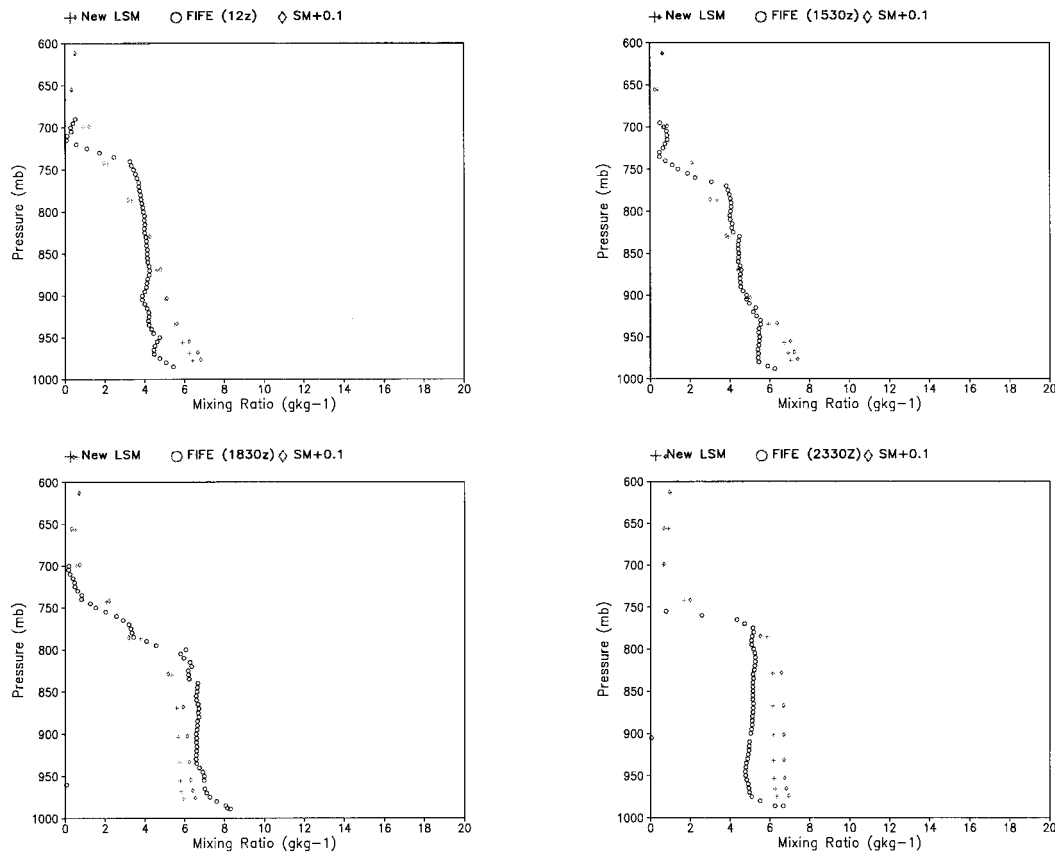 New LSM FIFE (12z) SM+0.1
600
650
700
750
800
850
900
950
1000
Pressure (mb)
0 2 4 6 8 10 12 14 16 18 20
Mixing Ratio (gkg-1)
New LSM FIFE (1530z) SM+0.1
600
650
700
750
800
850
900
950
1000
Pressure (mb)
0 2 4 6 8 10 12 14 16 18 20
Mixing Ratio (gkg-1)
New LSM FIFE (1830z) SM+0.1
600
650
700
750
800
850
900
950
1000
Pressure (mb)
0 2 4 6 8 10 12 14 16 18 20
Mixing Ratio (gkg-1)
New LSM FIFE (2330Z) SM+0.1
600
650
700
750
800
850
900
950
1000
Pressure (mb)
0 2 4 6 8 10 12 14 16 18 20
Mixing Ratio (gkg-1)